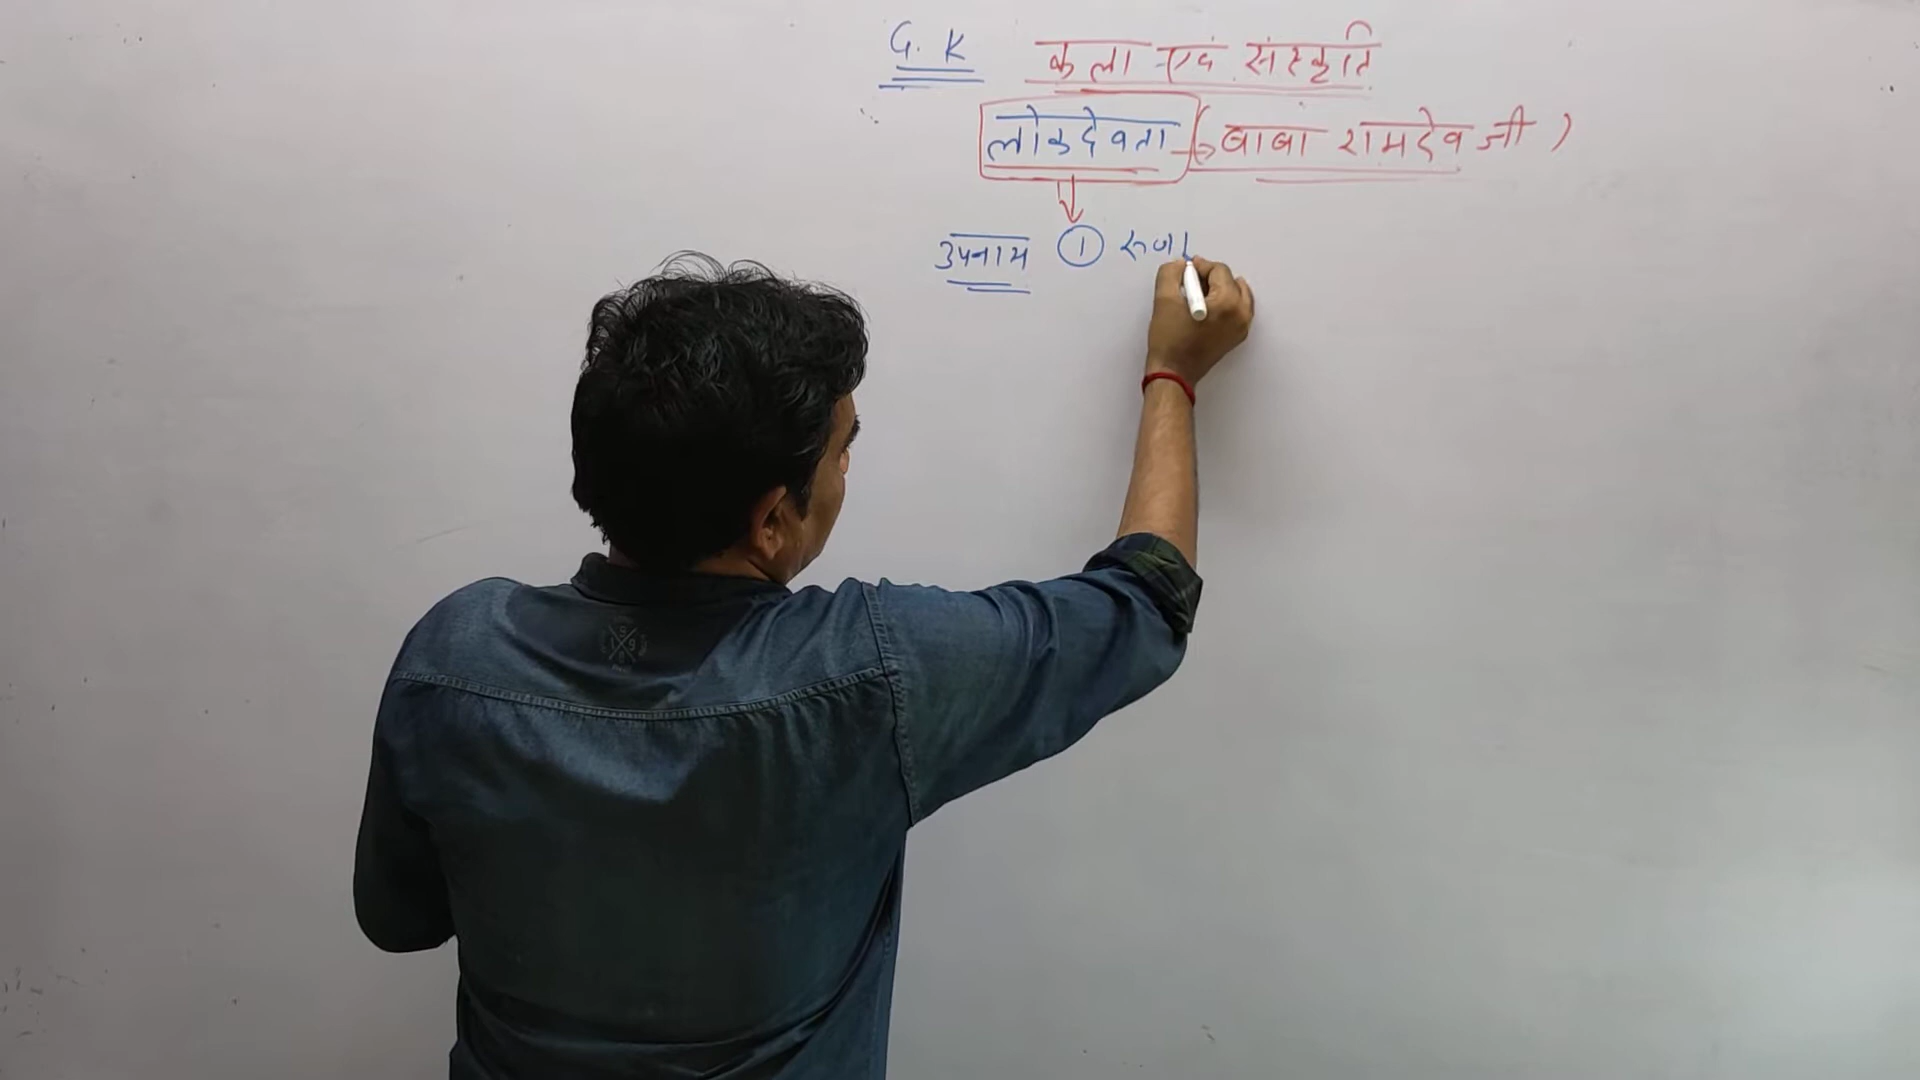 G. K कला एवं संस्कृति
लोकदेवता → (बाबा रामदेव जी)
उपनाम ① रूणी